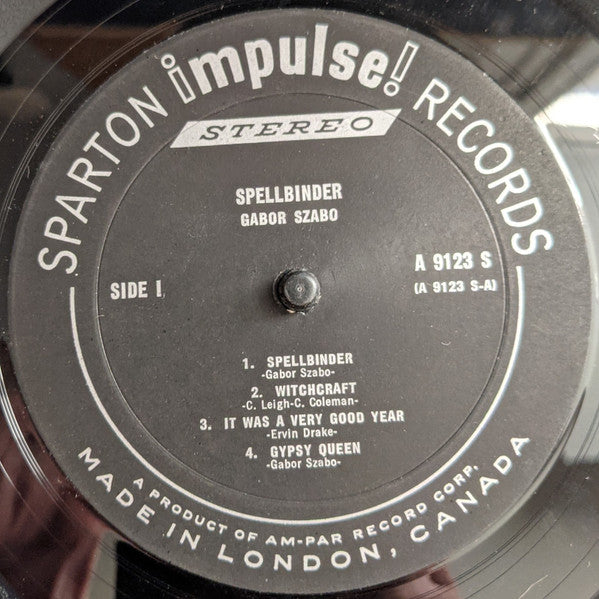 SPARTON impulse! RECORDS
STEREO
SPELLBINDER
GABOR SZABO
SIDE I
A 9123 S
(A 9123 S-A)
1. SPELLBINDER
-Gabor Szabo-
2. WITCHCRAFT
-C. Leigh-C. Coleman-
3. IT WAS A VERY GOOD YEAR
-Ervin Drake-
4. GYPSY QUEEN
-Gabor Szabo-
A PRODUCT OF AM-PAR RECORD CORP.
MADE IN LONDON, CANADA